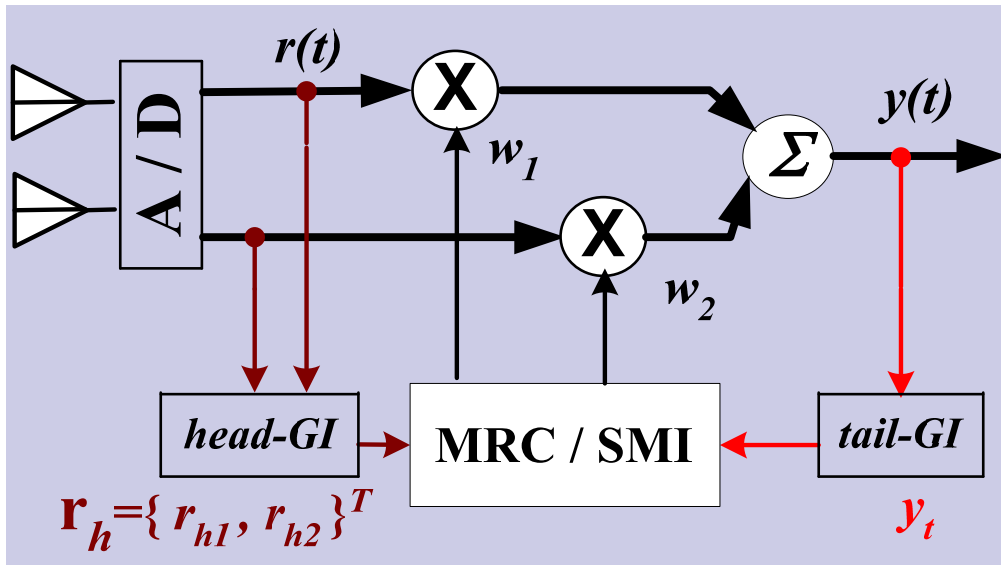 r(t)
A / D
X
w1
Σ
y(t)
X
w2
head-GI
MRC / SMI
tail-GI
rh={ rh1 , rh2 }T
yt